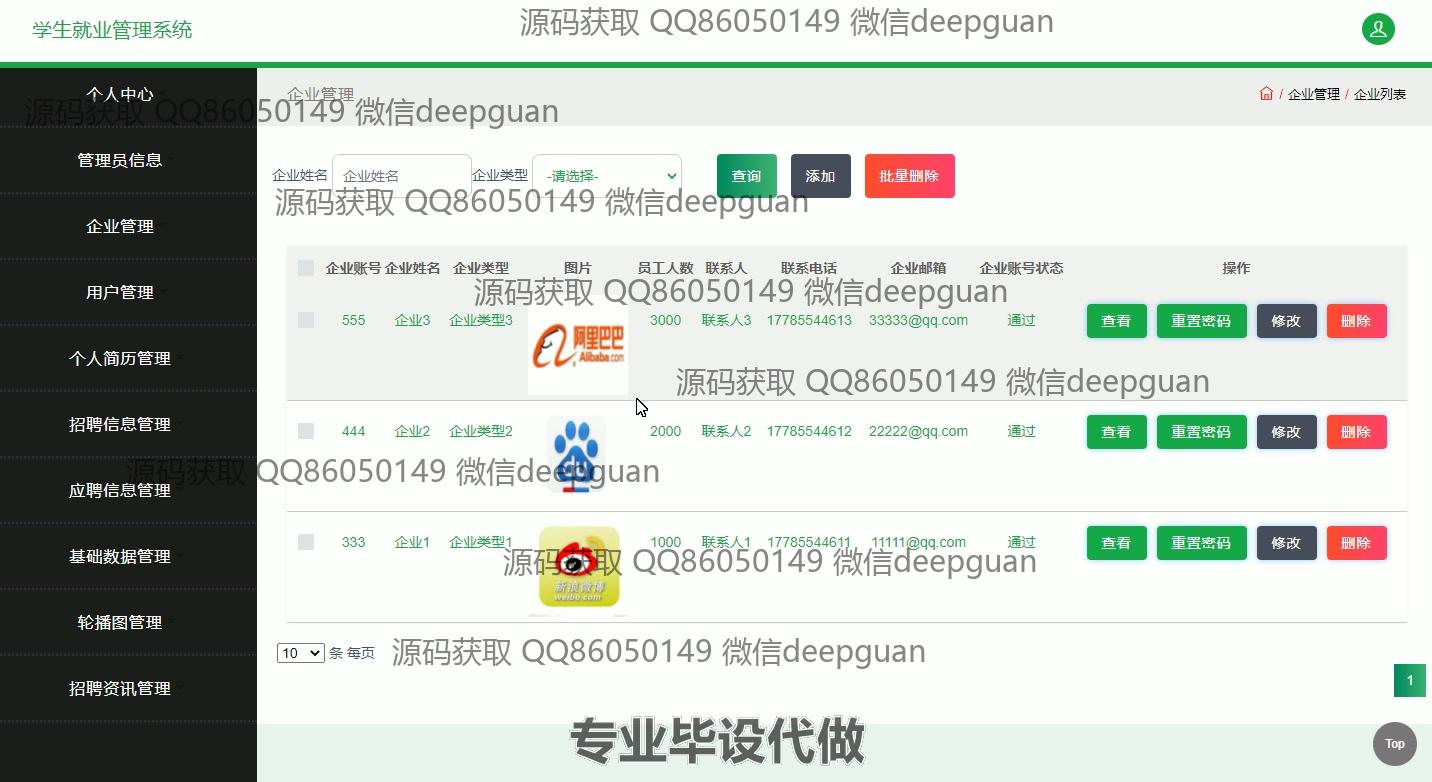 学生就业管理系统
源码获取 QQ86050149 微信deepguan
个人中心
企业管理
企业管理 / 企业列表
源码获取 QQ86050149 微信deepguan
管理员信息
企业姓名 企业姓名 企业类型 -请选择- 查询 添加 批量删除
源码获取 QQ86050149 微信deepguan
企业管理
企业账号 企业姓名 企业类型 图片 员工人数 联系人 联系电话 企业邮箱 企业账号状态 操作
源码获取 QQ86050149 微信deepguan
用户管理
555 企业3 企业类型3 3000 联系人3 17785544613 33333@qq.com 通过 查看 重置密码 修改 删除
阿里巴巴
Alibaba.com
个人简历管理
源码获取 QQ86050149 微信deepguan
招聘信息管理
444 企业2 企业类型2 2000 联系人2 17785544612 22222@qq.com 通过 查看 重置密码 修改 删除
du
源码获取 QQ86050149 微信deepguan
应聘信息管理
333 企业1 企业类型1 1000 联系人1 17785544611 11111@qq.com 通过 查看 重置密码 修改 删除
源码获取 QQ86050149 微信deepguan
新浪微博
weibo.com
基础数据管理
轮播图管理
10 条 每页
源码获取 QQ86050149 微信deepguan
1
招聘资讯管理
专业毕设代做
Top